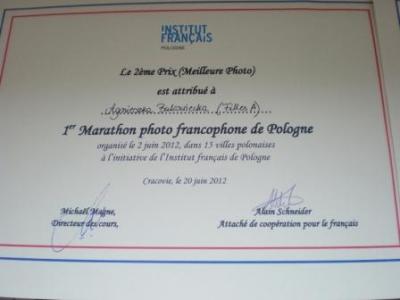 INSTITUT
FRANÇAIS
POLOGNE
Le 2ème Prix (Meilleure Photo)
est attribué à
1er Marathon photo francophone de Pologne
organisé le 2 juin 2012, dans 15 villes polonaises
à l'initiative de l'Institut français de Pologne
Cracovie, le 20 juin 2012
Michaël Magne,
Directeur des cours,
Alain Schneider
Attaché de coopération pour le français